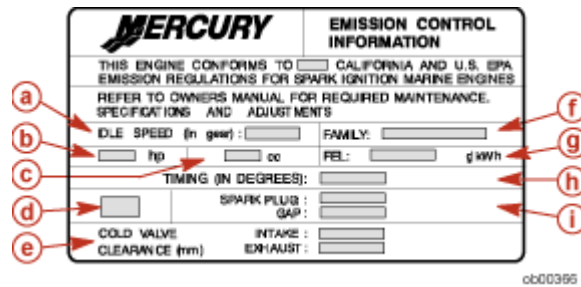 MERCURY
EMISSION CONTROL
INFORMATION
THIS ENGINE CONFORMS TO CALIFORNIA AND U.S. EPA
EMISSION REGULATIONS FOR SPARK IGNITION MARINE ENGINES
REFER TO OWNERS MANUAL FOR REQUIRED MAINTENANCE.
SPECIFICATIONS AND ADJUSTMENTS
a
IDLE SPEED (in gear) :
FAMILY:
f
b
hp
cc
FEL:
g/kWh
g
c
TIMING (IN DEGREES):
h
d
SPARK PLUG :
GAP :
i
e
COLD VALVE
CLEARANCE (mm)
INTAKE :
EXHAUST :
ob00366